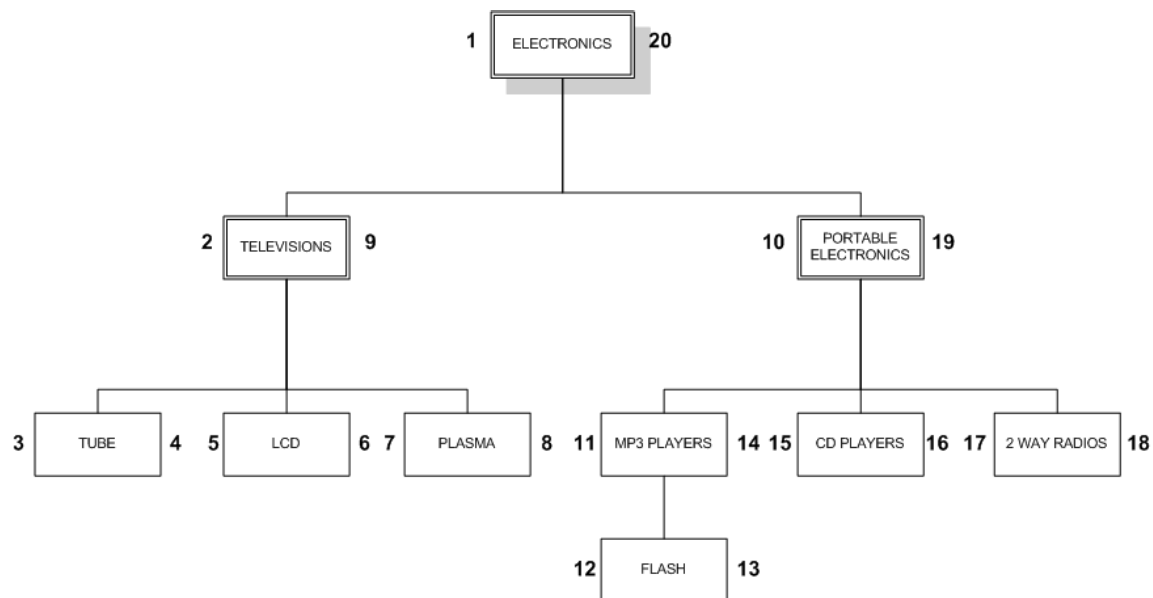 1 ELECTRONICS 20
2 TELEVISIONS 9
10 PORTABLE ELECTRONICS 19
3 TUBE 4
5 LCD 6
7 PLASMA 8
11 MP3 PLAYERS 14
15 CD PLAYERS 16
17 2 WAY RADIOS 18
12 FLASH 13